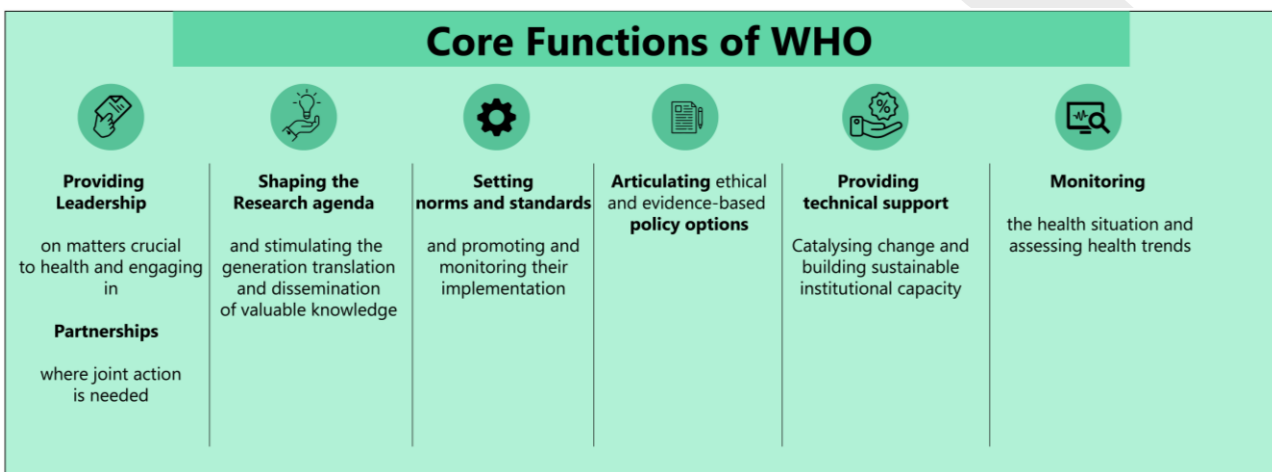 Core Functions of WHO
Providing
Leadership
on matters crucial
to health and engaging
in
Partnerships
where joint action
is needed
Shaping the
Research agenda
and stimulating the
generation translation
and dissemination
of valuable knowledge
Setting
norms and standards
and promoting and
monitoring their
implementation
Articulating ethical
and evidence-based
policy options
%
Providing
technical support
Catalysing change and
building sustainable
institutional capacity
Monitoring
the health situation and
assessing health trends